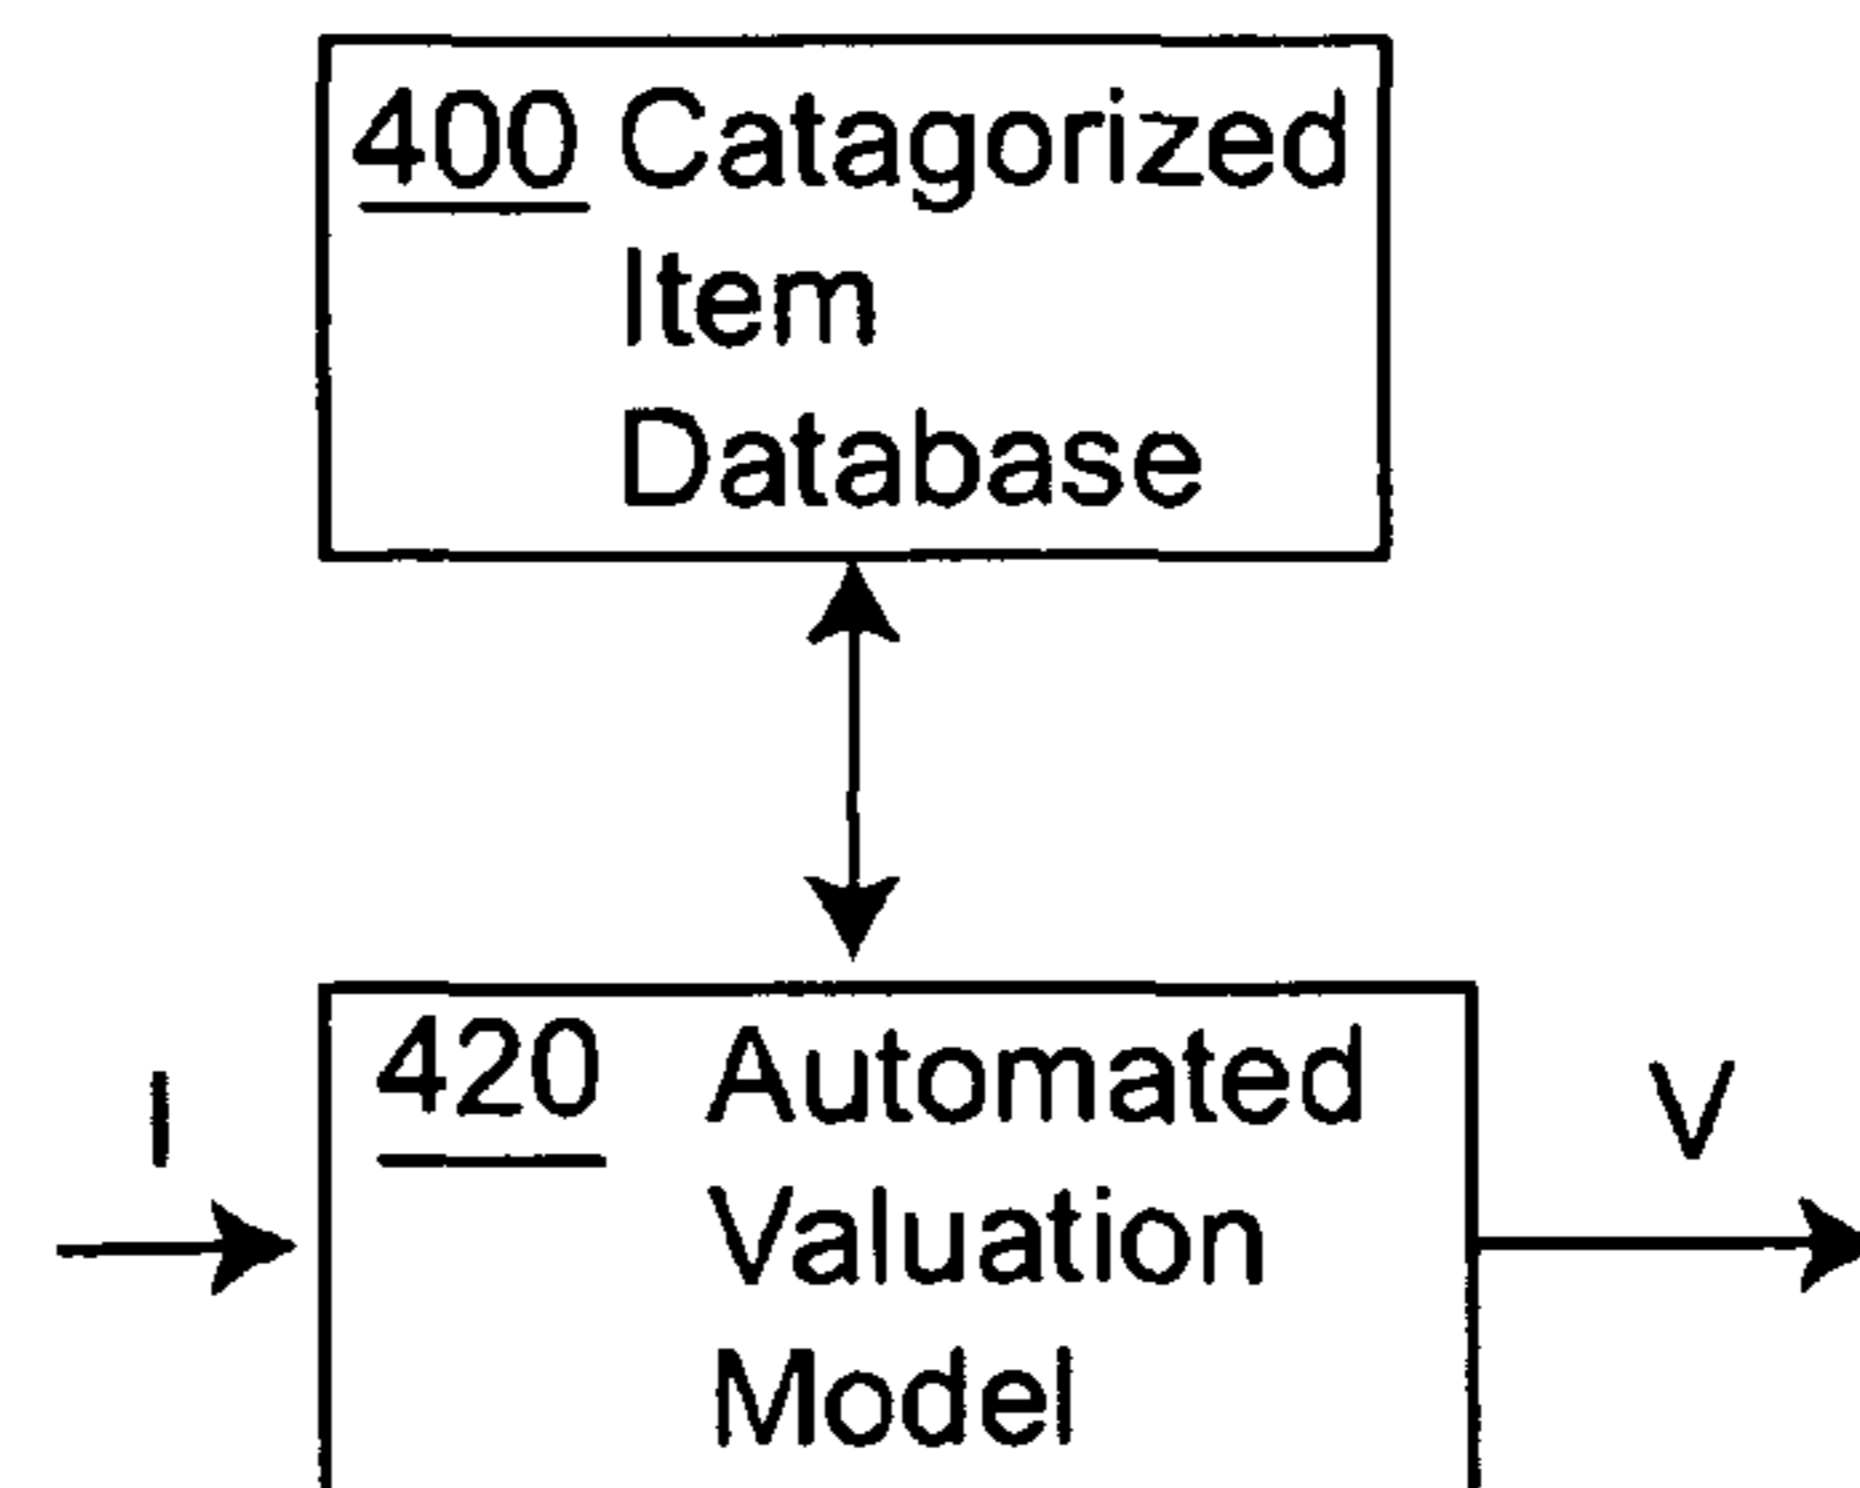 400 Catagorized
Item
Database
420 Automated
Valuation
Model
I
V